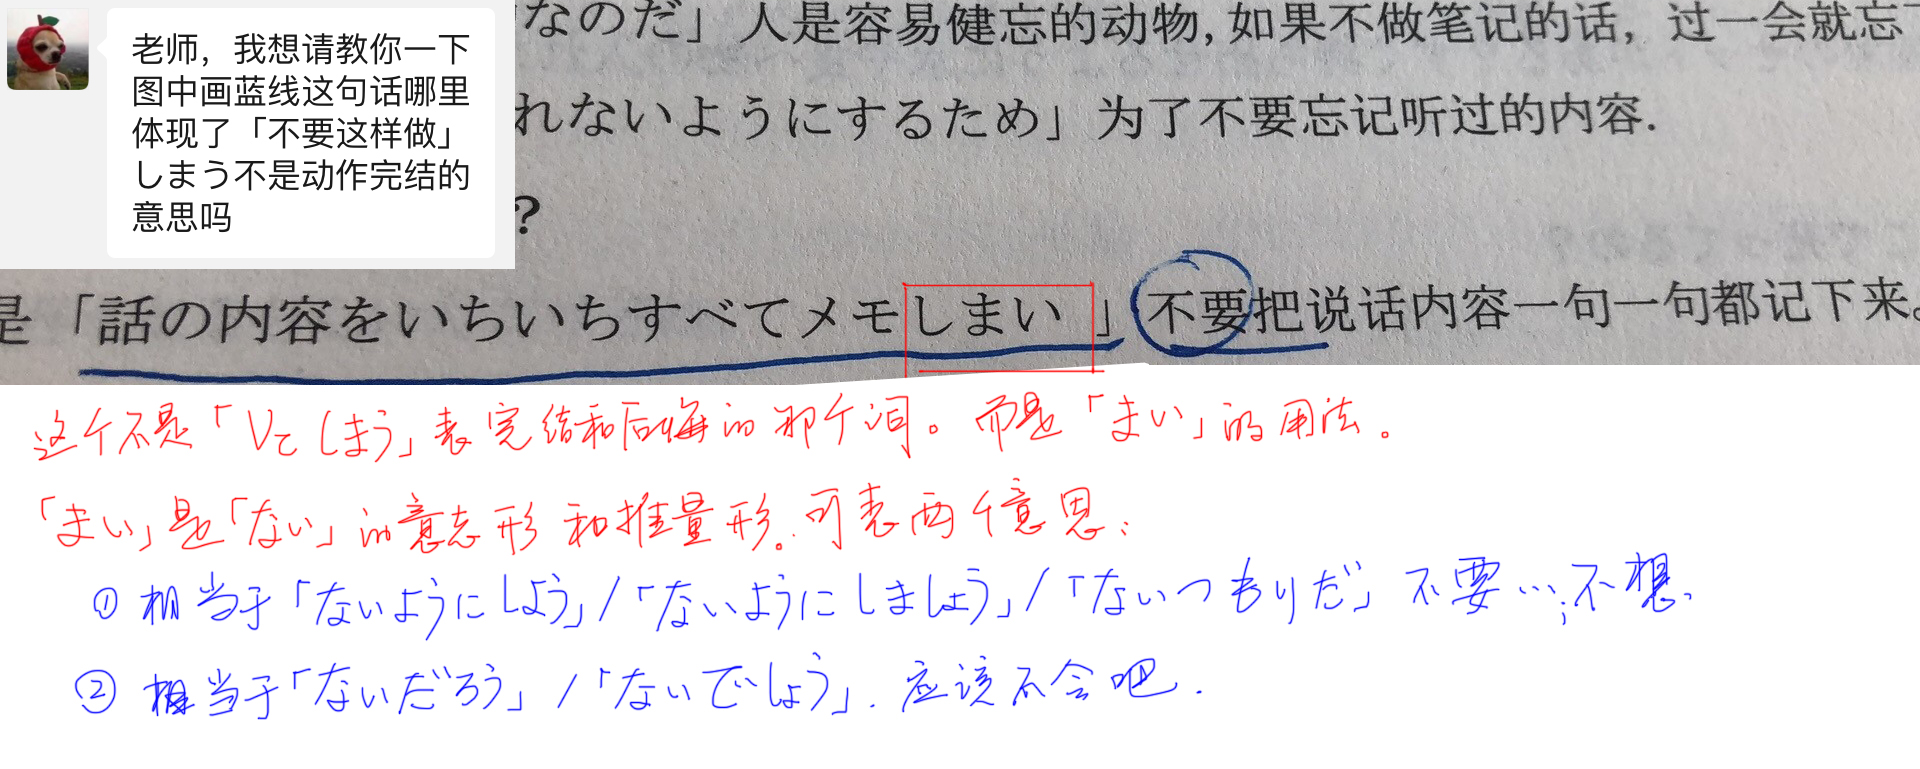 老师，我想请教你一下
图中画蓝线这句话哪里
体现了「不要这样做」
しまう不是动作完结的
意思吗
なのだ」人是容易健忘的动物,如果不做笔记的话，过一会就忘
れないようにするため」为了不要忘记听过的内容.
?
是「話の内容をいちいちすべてメモしまい」不要把说话内容一句一句都记下来。
这个不是「Vてしまう」表完结和后悔的那个词。而是「まい」的用法。
「まい」是「ない」的意志形和推量形。可表两个意思：
① 相当于「ないようにしよう」/「ないようにしましょう」/「ないつもりだ」不要…;不想.
② 相当于「ないだろう」/「ないでしょう」.应该不会吧.